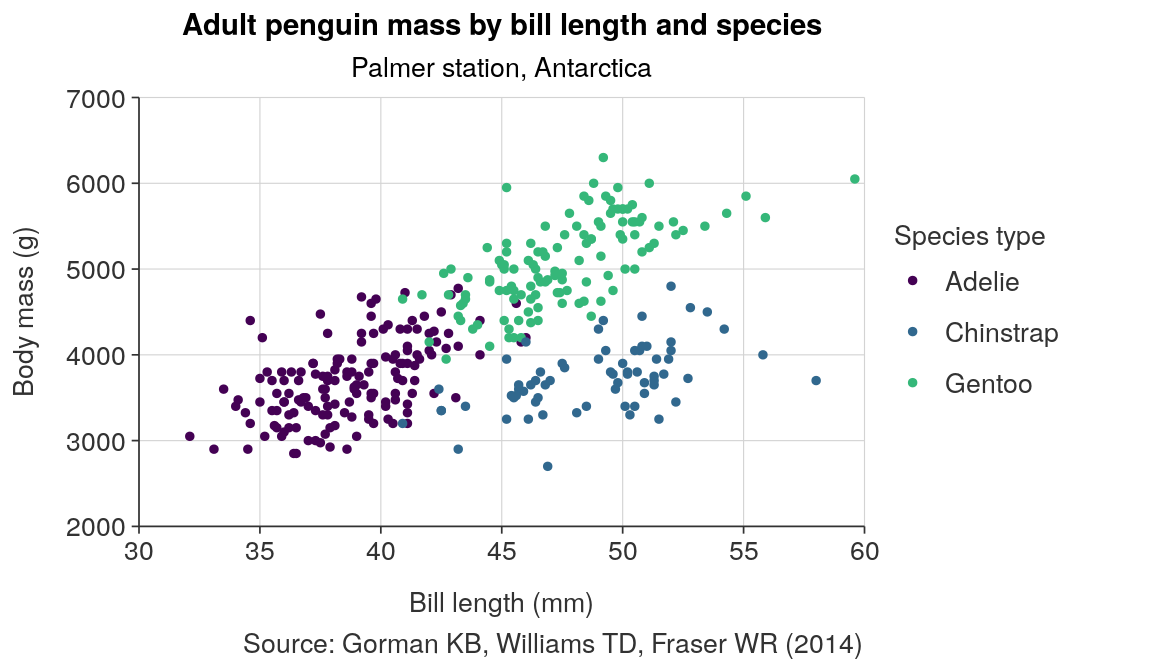 Adult penguin mass by bill length and species
Palmer station, Antarctica
Body mass (g)
7000
6000
5000
4000
3000
2000
30 35 40 45 50 55 60
Bill length (mm)
Species type
Adelie
Chinstrap
Gentoo
Source: Gorman KB, Williams TD, Fraser WR (2014)